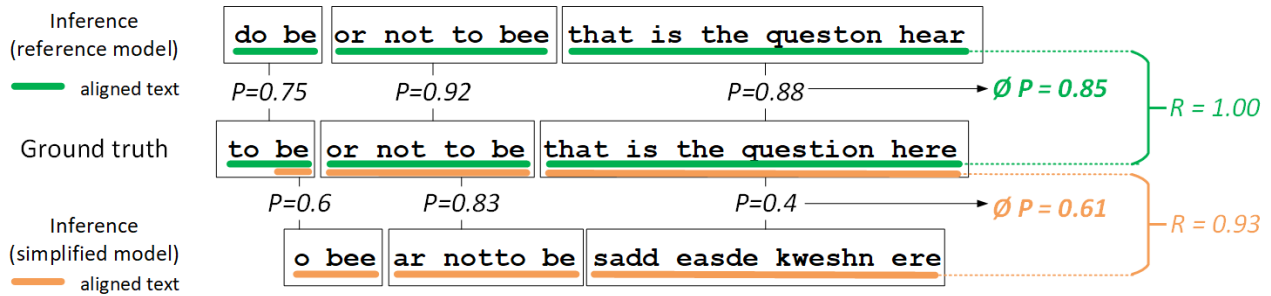 Inference
(reference model)
aligned text
do be or not to bee that is the queston hear
P=0.75 P=0.92 P=0.88 Ø P = 0.85
R = 1.00
Ground truth
to be or not to be that is the question here
P=0.6 P=0.83 P=0.4 Ø P = 0.61
R = 0.93
Inference
(simplified model)
aligned text
o bee ar notto be sadd easde kweshn ere